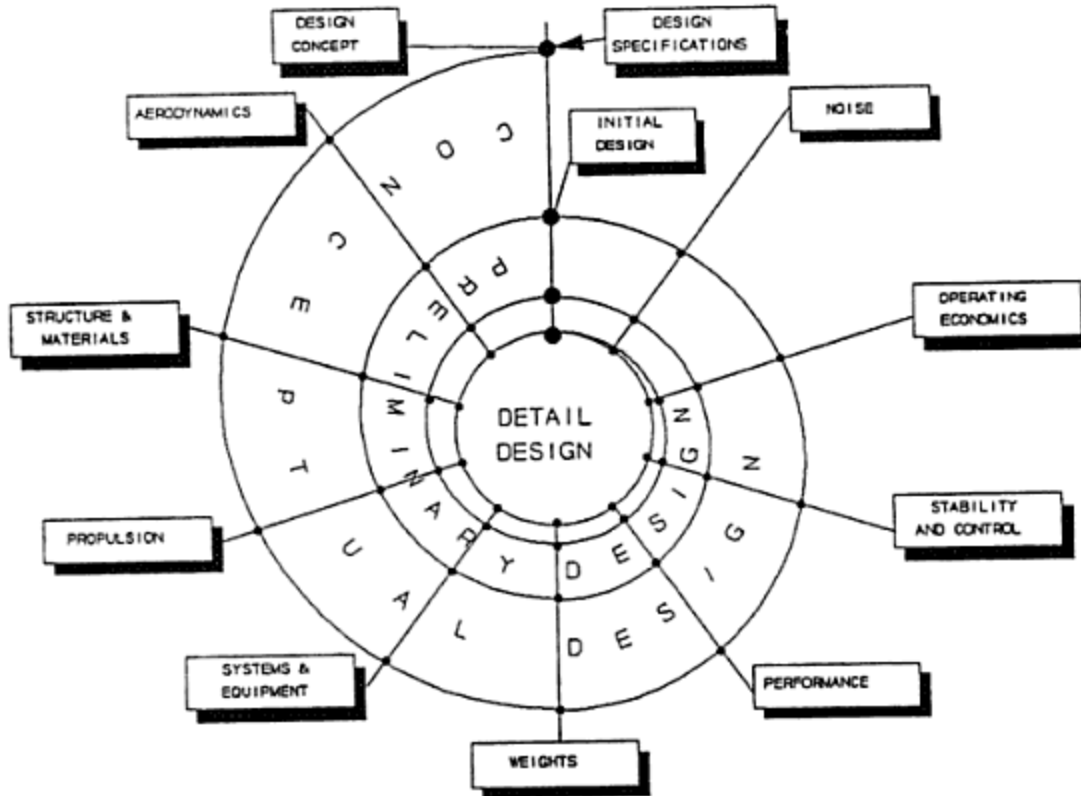 DESIGN
CONCEPT
DESIGN
SPECIFICATIONS
AERODYNAMICS
INITIAL
DESIGN
NOISE
STRUCTURE &
MATERIALS
OPERATING
ECONOMICS
PROPULSION
STABILITY
AND CONTROL
SYSTEMS &
EQUIPMENT
PERFORMANCE
WEIGHTS
CONCEPTUAL DESIGN
PRELIMINARY DESIGN
DETAIL
DESIGN